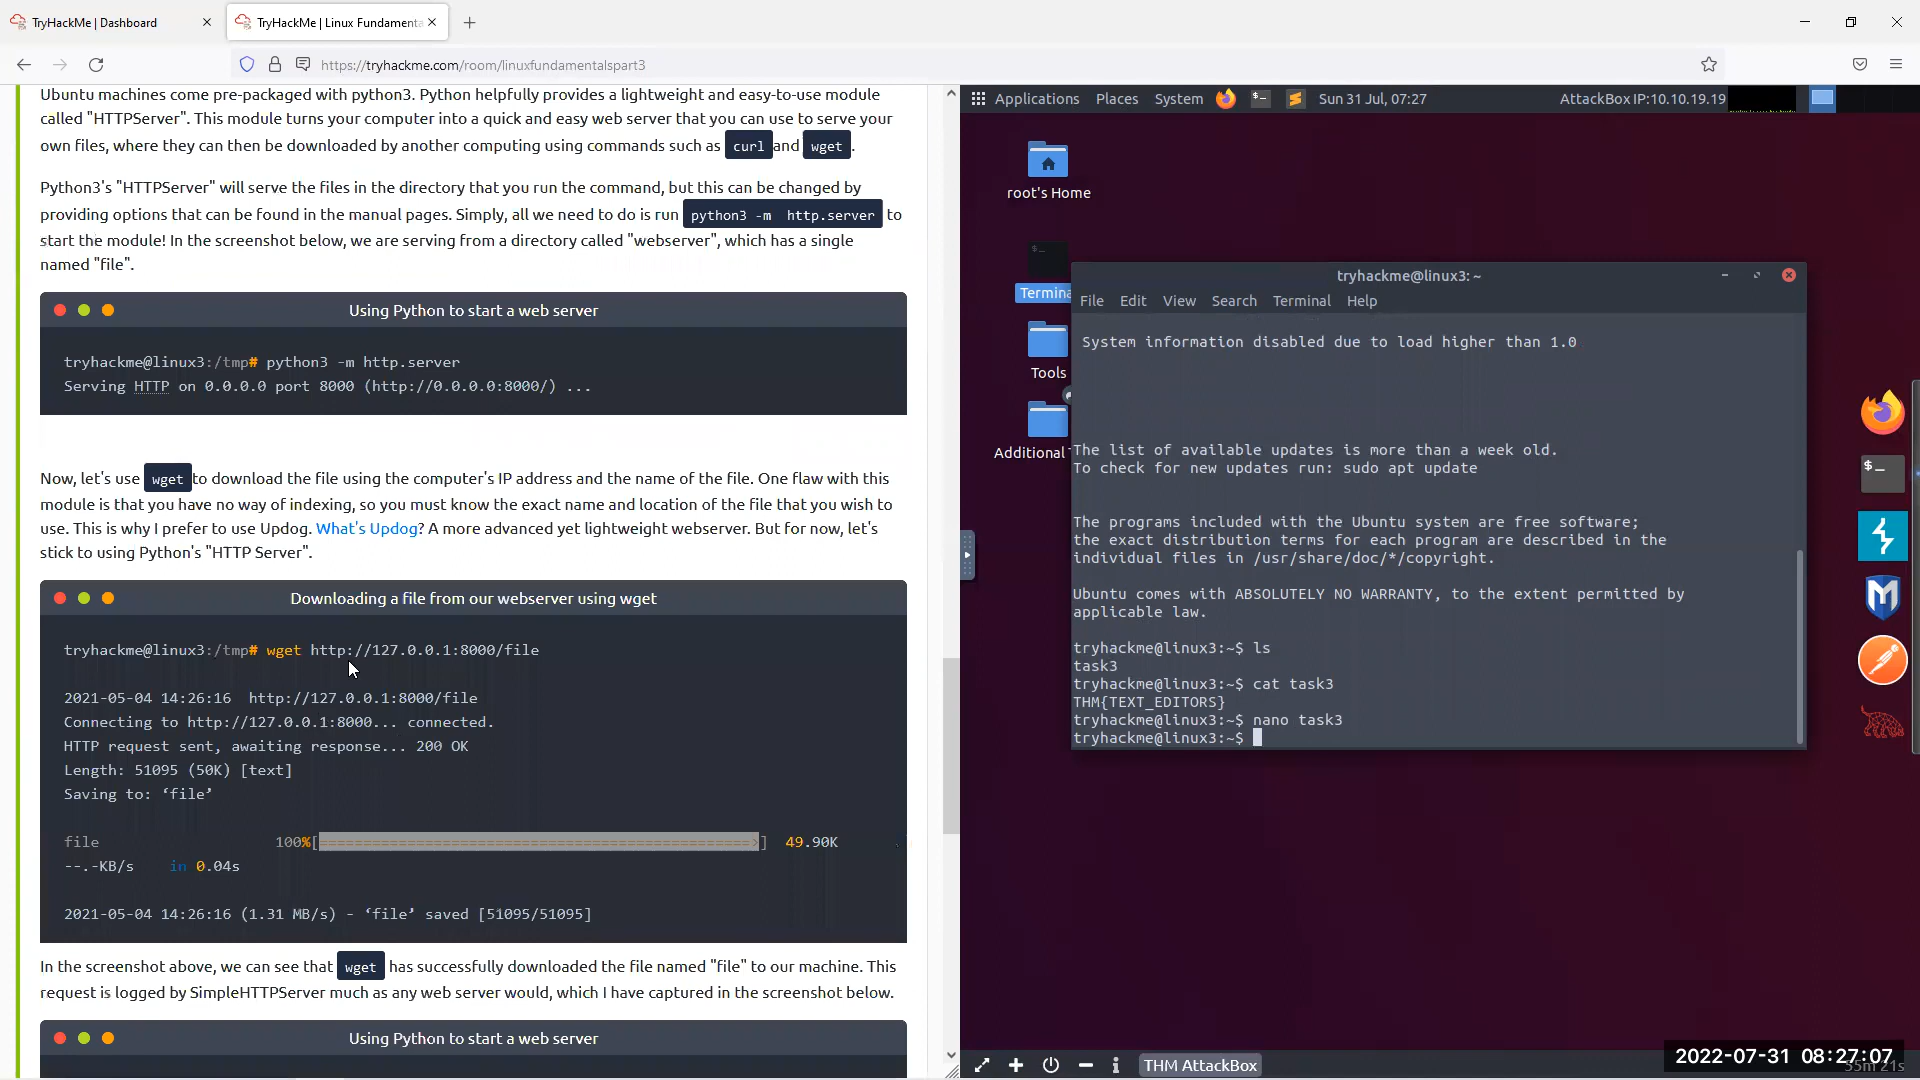 TryHackMe | Dashboard
TryHackMe | Linux Fundamenta
https://tryhackme.com/room/linuxfundamentalspart3
Ubuntu machines come pre-packaged with python3. Python helpfully provides a lightweight and easy-to-use module
called "HTTPServer". This module turns your computer into a quick and easy web server that you can use to serve your
own files, where they can then be downloaded by another computing using commands such as curl and wget .
Python3's "HTTPServer" will serve the files in the directory that you run the command, but this can be changed by
providing options that can be found in the manual pages. Simply, all we need to do is run python3 -m  http.server to
start the module! In the screenshot below, we are serving from a directory called "webserver", which has a single
named "file".
Using Python to start a web server
tryhackme@linux3:/tmp# python3 -m http.server
Serving HTTP on 0.0.0.0 port 8000 (http://0.0.0.0:8000/) ...
Now, let's use wget to download the file using the computer's IP address and the name of the file. One flaw with this
module is that you have no way of indexing, so you must know the exact name and location of the file that you wish to
use. This is why I prefer to use Updog. What's Updog? A more advanced yet lightweight webserver. But for now, let's
stick to using Python's "HTTP Server".
Downloading a file from our webserver using wget
tryhackme@linux3:/tmp# wget http://127.0.0.1:8000/file
2021-05-04 14:26:16  http://127.0.0.1:8000/file
Connecting to http://127.0.0.1:8000... connected.
HTTP request sent, awaiting response... 200 OK
Length: 51095 (50K) [text]
Saving to: ‘file’
file 100%[=================================================>] 49.90K
--.-KB/s in 0.04s
2021-05-04 14:26:16 (1.31 MB/s) - ‘file’ saved [51095/51095]
In the screenshot above, we can see that wget has successfully downloaded the file named "file" to our machine. This
request is logged by SimpleHTTPServer much as any web server would, which I have captured in the screenshot below.
Using Python to start a web server
Applications Places System Sun 31 Jul, 07:27 AttackBox IP:10.10.19.19
root's Home
Termina
Tools
Additional
tryhackme@linux3: ~
File Edit View Search Terminal Help
System information disabled due to load higher than 1.0
The list of available updates is more than a week old.
To check for new updates run: sudo apt update
The programs included with the Ubuntu system are free software;
the exact distribution terms for each program are described in the
individual files in /usr/share/doc/*/copyright.
Ubuntu comes with ABSOLUTELY NO WARRANTY, to the extent permitted by
applicable law.
tryhackme@linux3:~$ ls
task3
tryhackme@linux3:~$ cat task3
THM{TEXT_EDITORS}
tryhackme@linux3:~$ nano task3
tryhackme@linux3:~$
THM AttackBox
2022-07-31 08:27:07
55m 21s